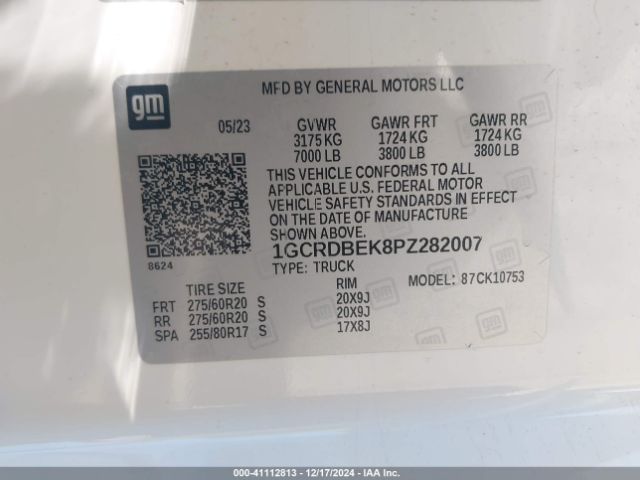 gm
MFD BY GENERAL MOTORS LLC
05/23 GVWR GAWR FRT GAWR RR
3175 KG 1724 KG 1724 KG
7000 LB 3800 LB 3800 LB
THIS VEHICLE CONFORMS TO ALL
APPLICABLE U.S. FEDERAL MOTOR
VEHICLE SAFETY STANDARDS IN EFFECT
ON THE DATE OF MANUFACTURE
1GCRDBEK8PZ282007
8624
TYPE: TRUCK
MODEL: 87CK10753
TIRE SIZE RIM
FRT 275/60R20 S 20X9J
RR 275/60R20 S 20X9J
SPA 255/80R17 S 17X8J
00-41112813 - 12/17/2024 - IAA Inc.